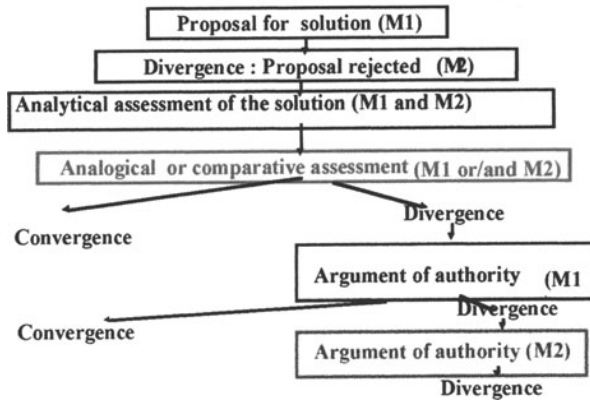 Proposal for solution (M1)
Divergence : Proposal rejected (M2)
Analytical assessment of the solution (M1 and M2)
Analogical or comparative assessment (M1 or/and M2)
Divergence
Convergence
Argument of authority (M1
Divergence
Convergence
Argument of authority (M2)
Divergence